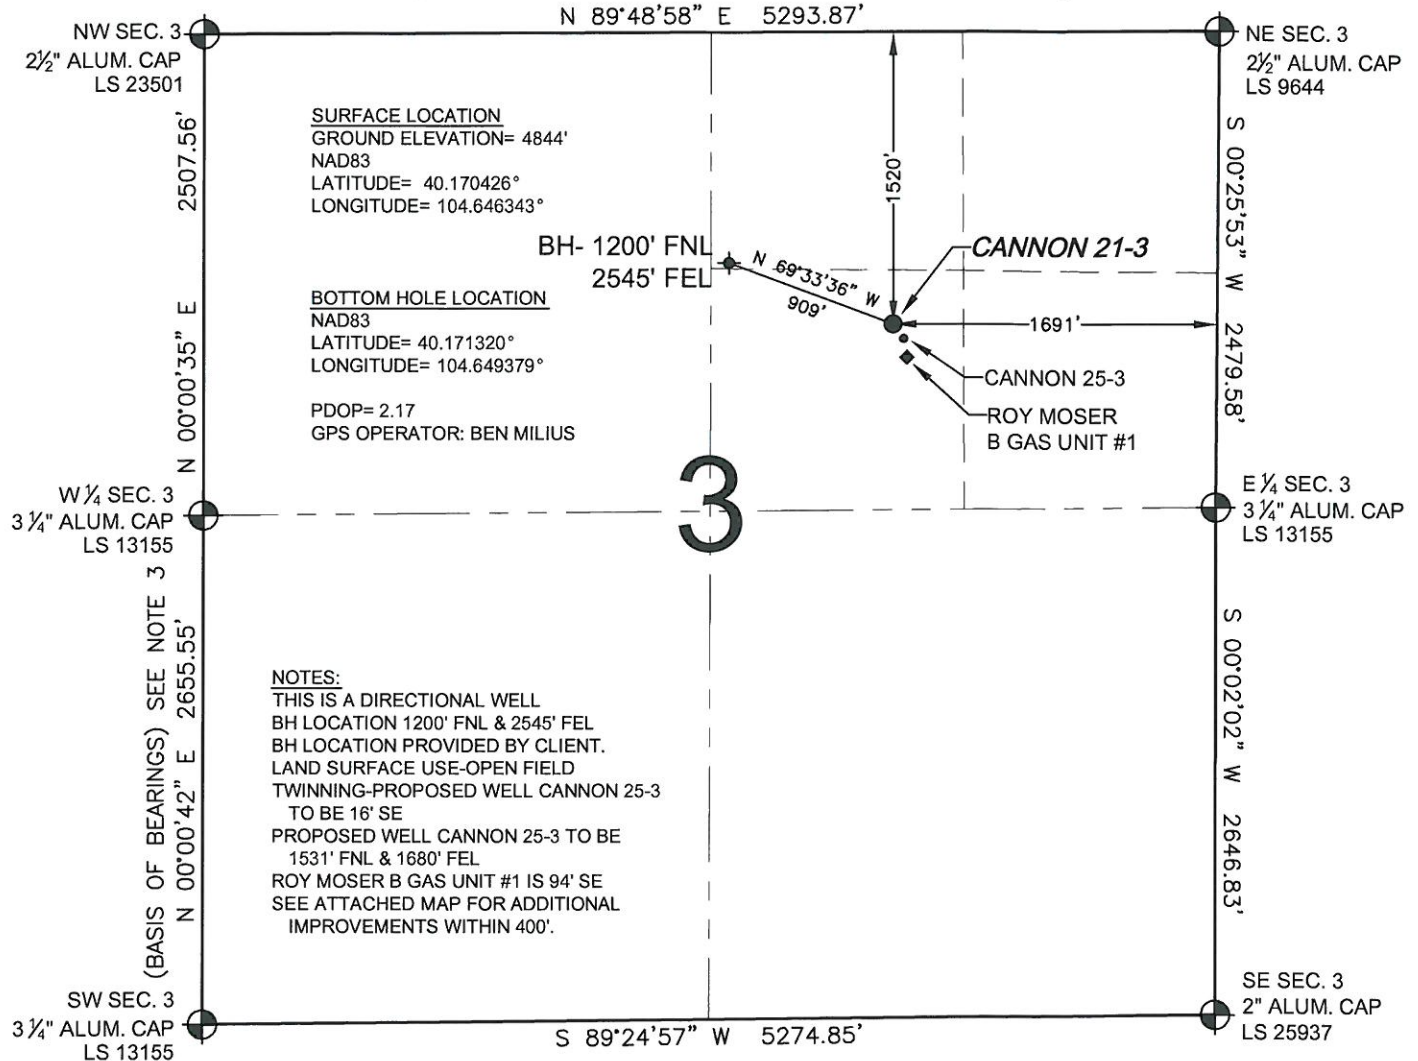 N 89°48'58" E 5293.87'
NW SEC. 3
2½" ALUM. CAP
LS 23501
NE SEC. 3
2½" ALUM. CAP
LS 9644
2507.56'
N 00°00'35" E
S 00°25'53" W 2479.58'
SURFACE LOCATION
GROUND ELEVATION= 4844'
NAD83
LATITUDE= 40.170426°
LONGITUDE= 104.646343°
1520'
BH- 1200' FNL
2545' FEL
N 69°33'36" W
909'
CANNON 21-3
1691'
BOTTOM HOLE LOCATION
NAD83
LATITUDE= 40.171320°
LONGITUDE= 104.649379°
PDOP= 2.17
GPS OPERATOR: BEN MILIUS
CANNON 25-3
ROY MOSER
B GAS UNIT #1
W ¼ SEC. 3
3 ¼" ALUM. CAP
LS 13155
3
E ¼ SEC. 3
3 ¼" ALUM. CAP
LS 13155
(BASIS OF BEARINGS) SEE NOTE 3
N 00°00'42" E 2655.55'
S 00°02'02" W 2646.83'
NOTES:
THIS IS A DIRECTIONAL WELL
BH LOCATION 1200' FNL & 2545' FEL
BH LOCATION PROVIDED BY CLIENT.
LAND SURFACE USE-OPEN FIELD
TWINNING-PROPOSED WELL CANNON 25-3
TO BE 16' SE
PROPOSED WELL CANNON 25-3 TO BE
1531' FNL & 1680' FEL
ROY MOSER B GAS UNIT #1 IS 94' SE
SEE ATTACHED MAP FOR ADDITIONAL
IMPROVEMENTS WITHIN 400'.
SW SEC. 3
3 ¼" ALUM. CAP
LS 13155
S 89°24'57" W 5274.85'
SE SEC. 3
2" ALUM. CAP
LS 25937